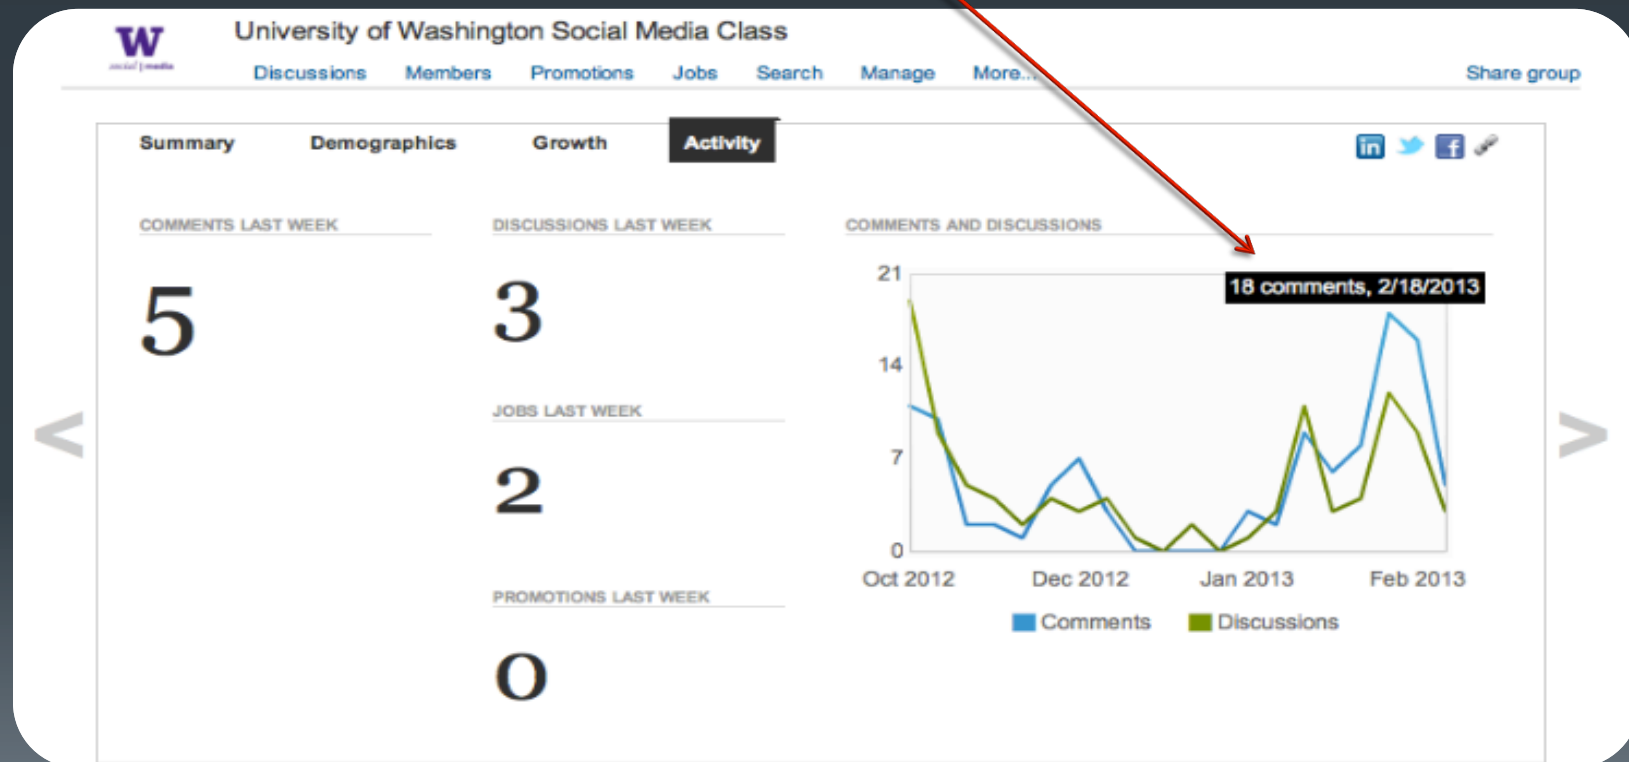 University of Washington Social Media Class
W
social | media
Discussions Members Promotions Jobs Search Manage More... Share group
Summary Demographics Growth Activity
in f
COMMENTS LAST WEEK
5
DISCUSSIONS LAST WEEK
3
JOBS LAST WEEK
2
PROMOTIONS LAST WEEK
0
COMMENTS AND DISCUSSIONS
18 comments, 2/18/2013
21
14
7
0
Oct 2012 Dec 2012 Jan 2013 Feb 2013
Comments Discussions
< >